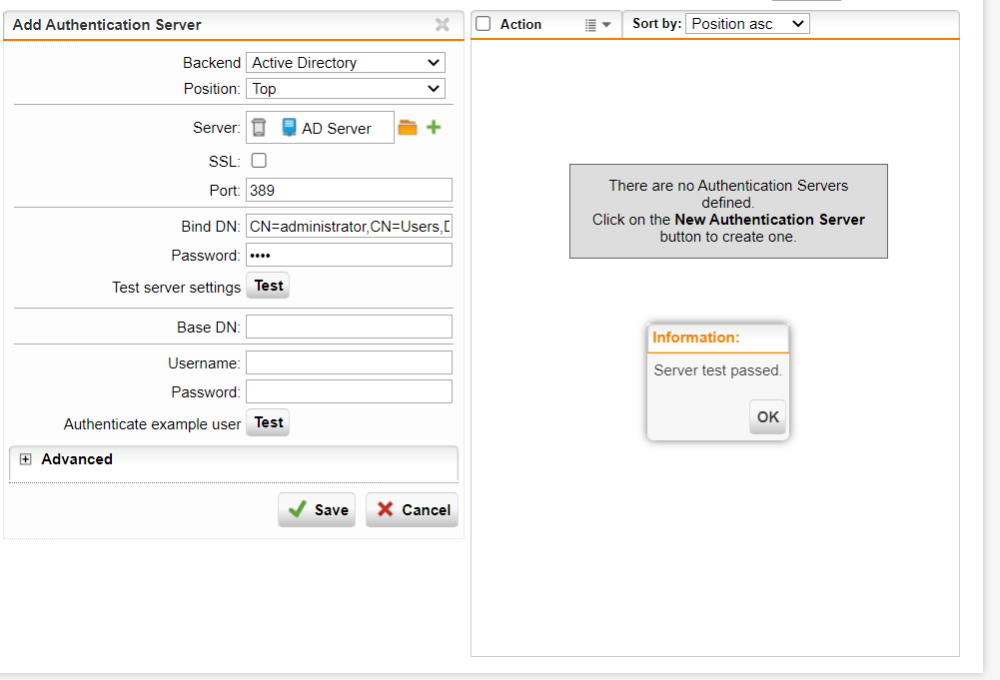 Add Authentication Server
Backend Active Directory
Position: Top
Server: AD Server
SSL:
Port: 389
Bind DN: CN=administrator,CN=Users,D
Password: ••••
Test server settings Test
Base DN:
Username:
Password:
Authenticate example user Test
Advanced
Save Cancel
Action Sort by: Position asc
There are no Authentication Servers
defined.
Click on the New Authentication Server
button to create one.
Information:
Server test passed.
OK